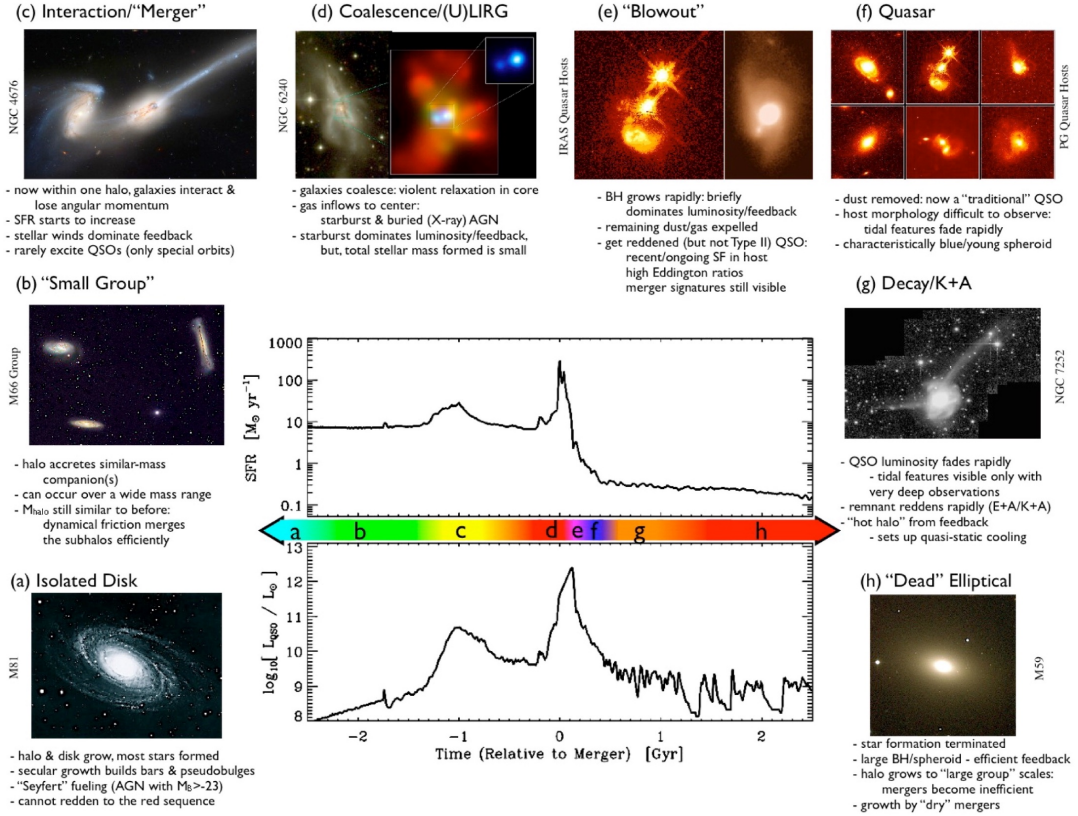 (c) Interaction/“Merger”
NGC 4676
- now within one halo, galaxies interact &
lose angular momentum
- SFR starts to increase
- stellar winds dominate feedback
- rarely excite QSOs (only special orbits)
(d) Coalescence/(U)LIRG
NGC 6240
- galaxies coalesce: violent relaxation in core
- gas inflows to center:
starburst & buried (X-ray) AGN
- starburst dominates luminosity/feedback,
but, total stellar mass formed is small
(e) “Blowout”
IRAS Quasar Hosts
- BH grows rapidly: briefly
dominates luminosity/feedback
- remaining dust/gas expelled
- get reddened (but not Type II) QSO:
recent/ongoing SF in host
high Eddington ratios
merger signatures still visible
(f) Quasar
PG Quasar Hosts
- dust removed: now a “traditional” QSO
- host morphology difficult to observe:
tidal features fade rapidly
- characteristically blue/young spheroid
(b) “Small Group”
M66 Group
- halo accretes similar-mass
companion(s)
- can occur over a wide mass range
- Mhalo still similar to before:
dynamical friction merges
the subhalos efficiently
(g) Decay/K+A
NGC 7252
- QSO luminosity fades rapidly
- tidal features visible only with
very deep observations
- remnant reddens rapidly (E+A/K+A)
- “hot halo” from feedback
- sets up quasi-static cooling
(a) Isolated Disk
M81
- halo & disk grow, most stars formed
- secular growth builds bars & pseudobulges
- “Seyfert” fueling (AGN with MB>-23)
- cannot redden to the red sequence
(h) “Dead” Elliptical
M59
- star formation terminated
- large BH/spheroid - efficient feedback
- halo grows to “large group” scales:
mergers become inefficient
- growth by “dry” mergers
SFR [M⊙ yr⁻¹]
1000
100
10
1
0.1
a b c d e f g h
log₁₀[ LQSO / L⊙ ]
13
12
11
10
9
8
-2 -1 0 1 2
Time (Relative to Merger) [Gyr]